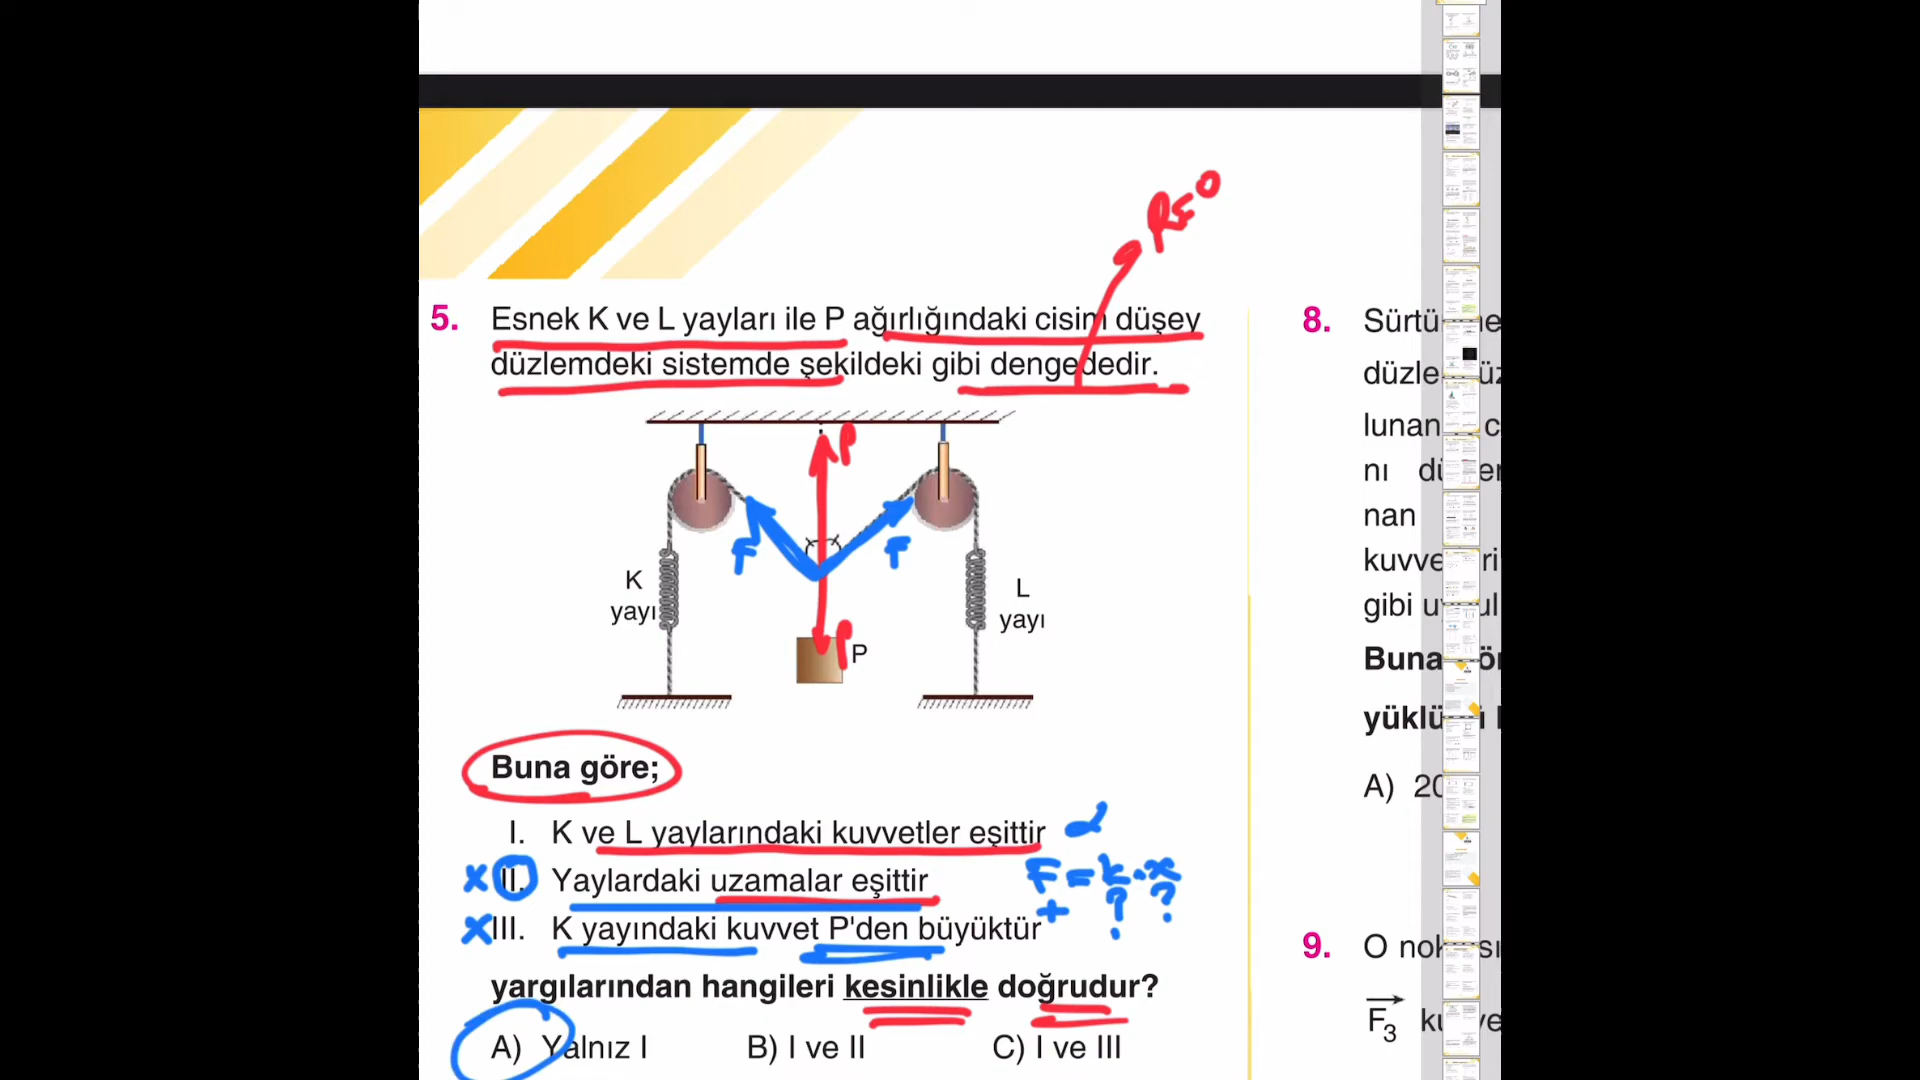 R=0
5. Esnek K ve L yayları ile P ağırlığındaki cisim düşey
düzlemdeki sistemde şekildeki gibi dengededir.
P
F F
K
yayı
L
yayı
P P
Buna göre;
I. K ve L yaylarındaki kuvvetler eşittir
x II. Yaylardaki uzamalar eşittir
F = k . x
+ ? ?
x III. K yayındaki kuvvet P'den büyüktür
yargılarından hangileri kesinlikle doğrudur?
A) Yalnız I B) I ve II C) I ve III
8. Sürtü
düzle
lunan
nı
nan
kuvve
gibi
Buna
yüklü
A)
9. O
F3